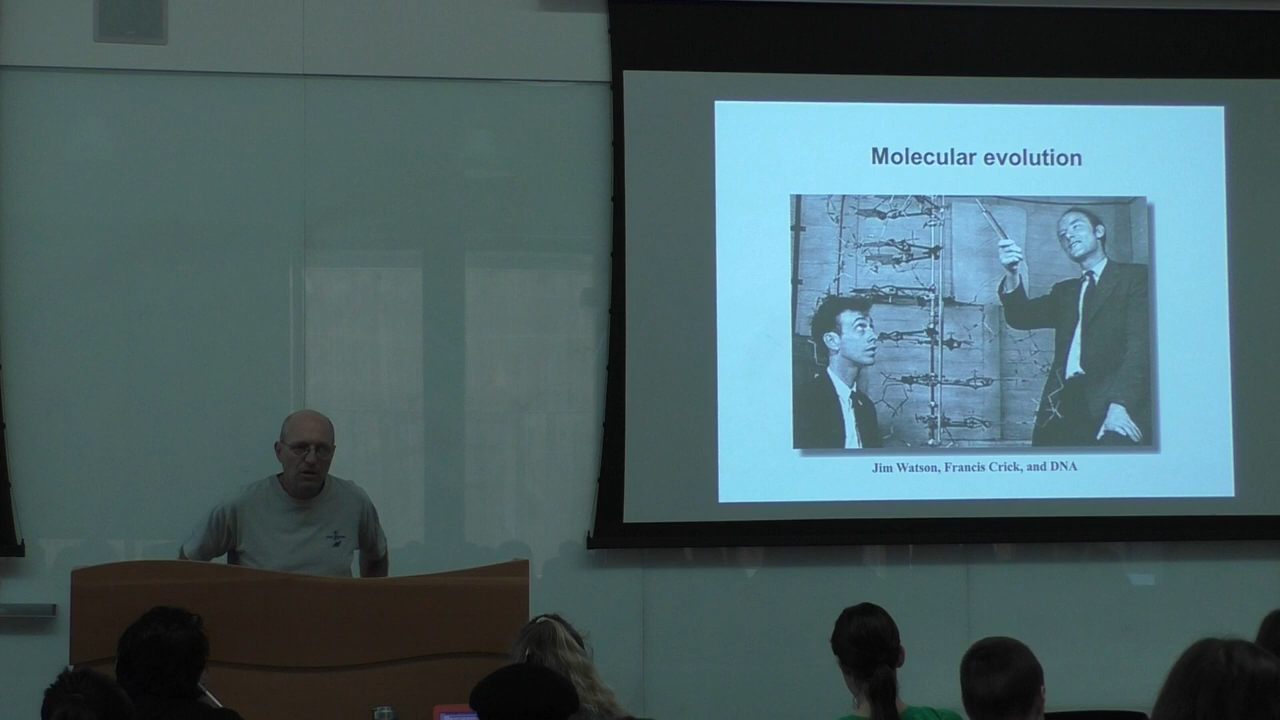 Molecular evolution
Jim Watson, Francis Crick, and DNA